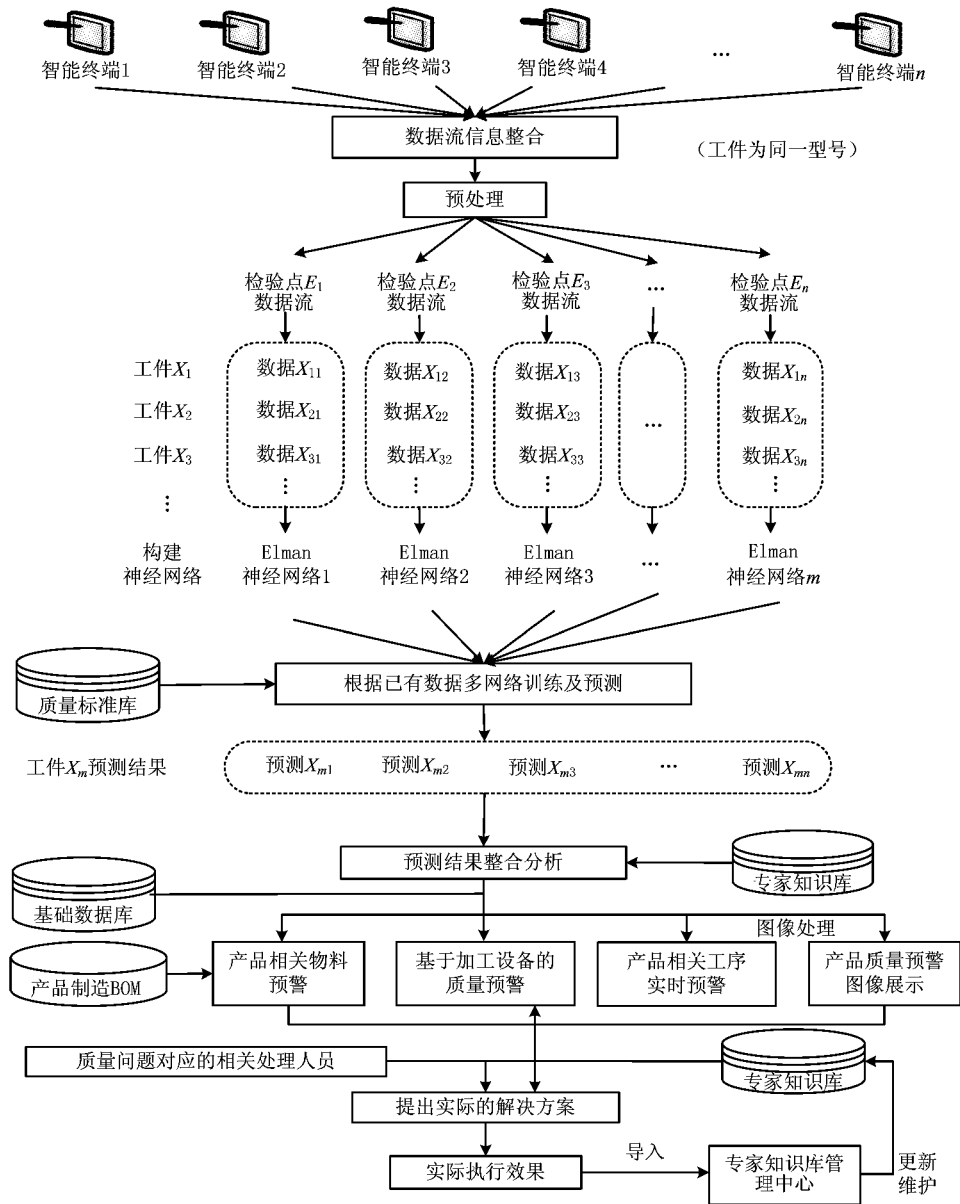 智能终端1
智能终端2
智能终端3
智能终端4
...
智能终端n
数据流信息整合
（工件为同一型号）
预处理
检验点E1
数据流
检验点E2
数据流
检验点E3
数据流
...
检验点En
数据流
工件X1
数据X11
数据X12
数据X13
数据X1n
工件X2
数据X21
数据X22
数据X23
...
数据X2n
工件X3
数据X31
数据X32
数据X33
数据X3n
⋮
⋮
⋮
⋮
⋮
构建
神经网络
Elman
神经网络1
Elman
神经网络2
Elman
神经网络3
...
Elman
神经网络m
质量标准库
根据已有数据多网络训练及预测
工件Xm预测结果
预测Xm1
预测Xm2
预测Xm3
...
预测Xmn
预测结果整合分析
专家知识库
基础数据库
图像处理
产品制造BOM
产品相关物料
预警
基于加工设备的
质量预警
产品相关工序
实时预警
产品质量预警
图像展示
质量问题对应的相关处理人员
专家知识库
提出实际的解决方案
实际执行效果
导入
专家知识库管
理中心
更新
维护